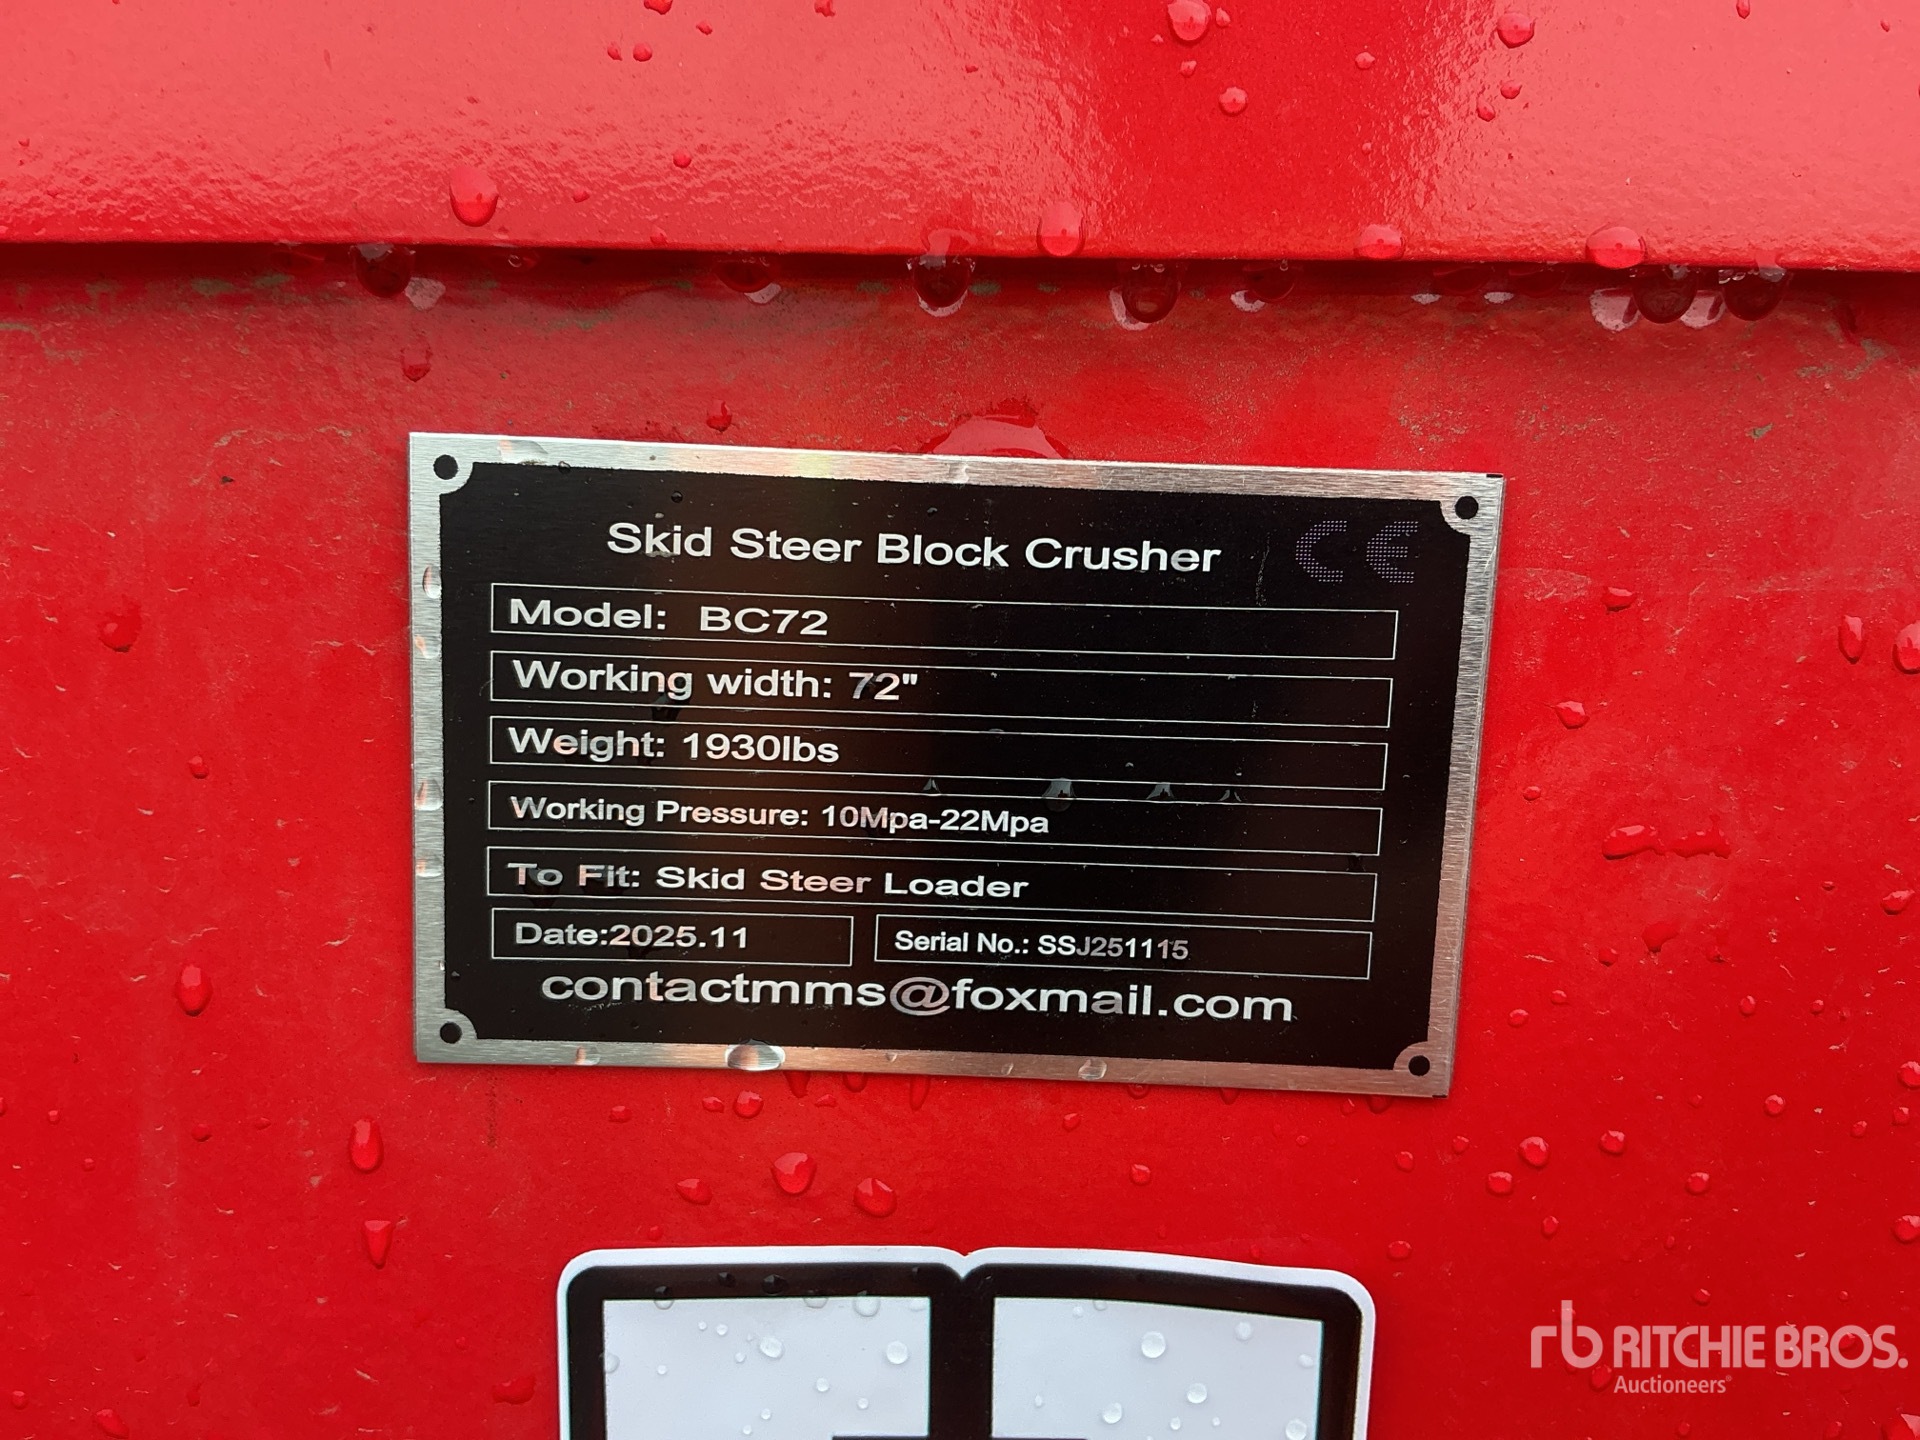 Skid Steer Block Crusher CE
Model: BC72
Working width: 72"
Weight: 1930lbs
Working Pressure: 10Mpa-22Mpa
To Fit: Skid Steer Loader
Date:2025.11 Serial No.: SSJ251115
contactmms@foxmail.com
rb RITCHIE BROS.
Auctioneers®